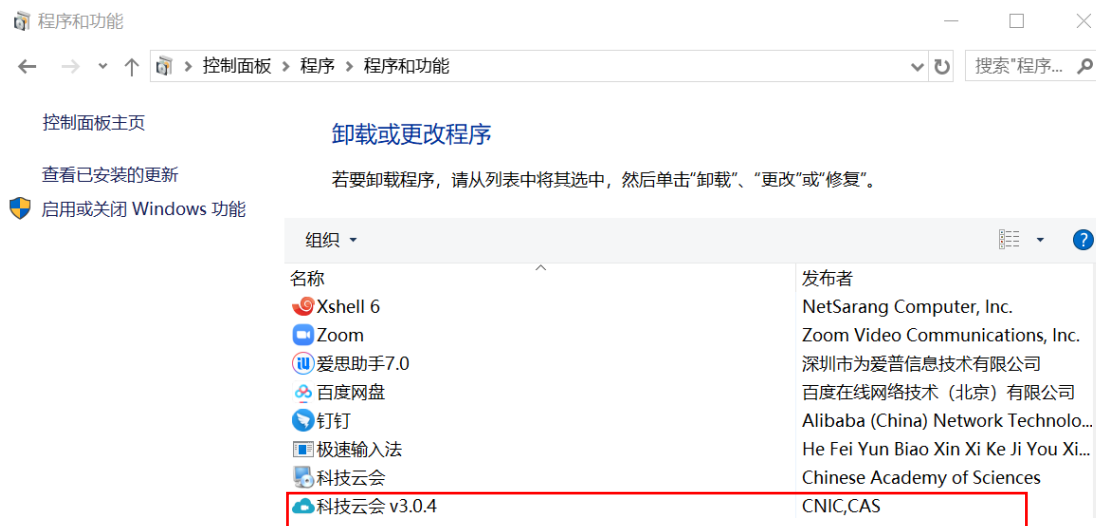 程序和功能
控制面板 程序 程序和功能
搜索"程序...
控制面板主页
查看已安装的更新
启用或关闭 Windows 功能
卸载或更改程序
若要卸载程序，请从列表中将其选中，然后单击“卸载”、“更改”或“修复”。
组织
名称 发布者
Xshell 6 NetSarang Computer, Inc.
Zoom Zoom Video Communications, Inc.
爱思助手7.0 深圳市为爱普信息技术有限公司
百度网盘 百度在线网络技术（北京）有限公司
钉钉 Alibaba (China) Network Technolo...
极速输入法 He Fei Yun Biao Xin Xi Ke Ji You Xi...
科技云会 Chinese Academy of Sciences
科技云会 v3.0.4 CNIC,CAS